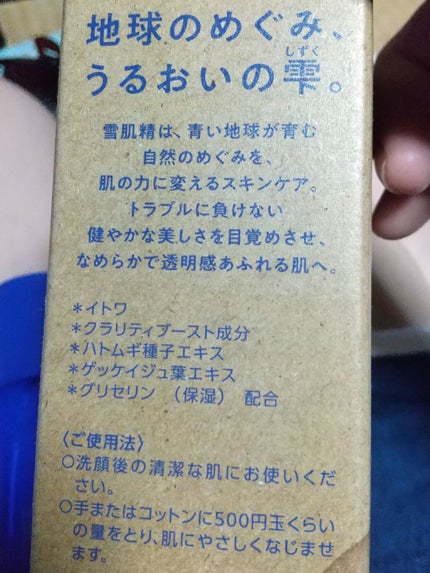 地球のめぐみ、
うるおいの雫。
しずく
雪肌精は、青い地球が育む
自然のめぐみを、
肌の力に変えるスキンケア。
トラブルに負けない
健やかな美しさを目覚めさせ、
なめらかで透明感あふれる肌へ。
*イトワ
*クラリティブースト成分
*ハトムギ種子エキス
*ゲッケイジュ葉エキス
*グリセリン （保湿） 配合
〈ご使用法〉
○洗顔後の清潔な肌にお使いくだ
さい。
○手またはコットンに500円玉くらい
の量をとり、肌にやさしくなじませ
ます。